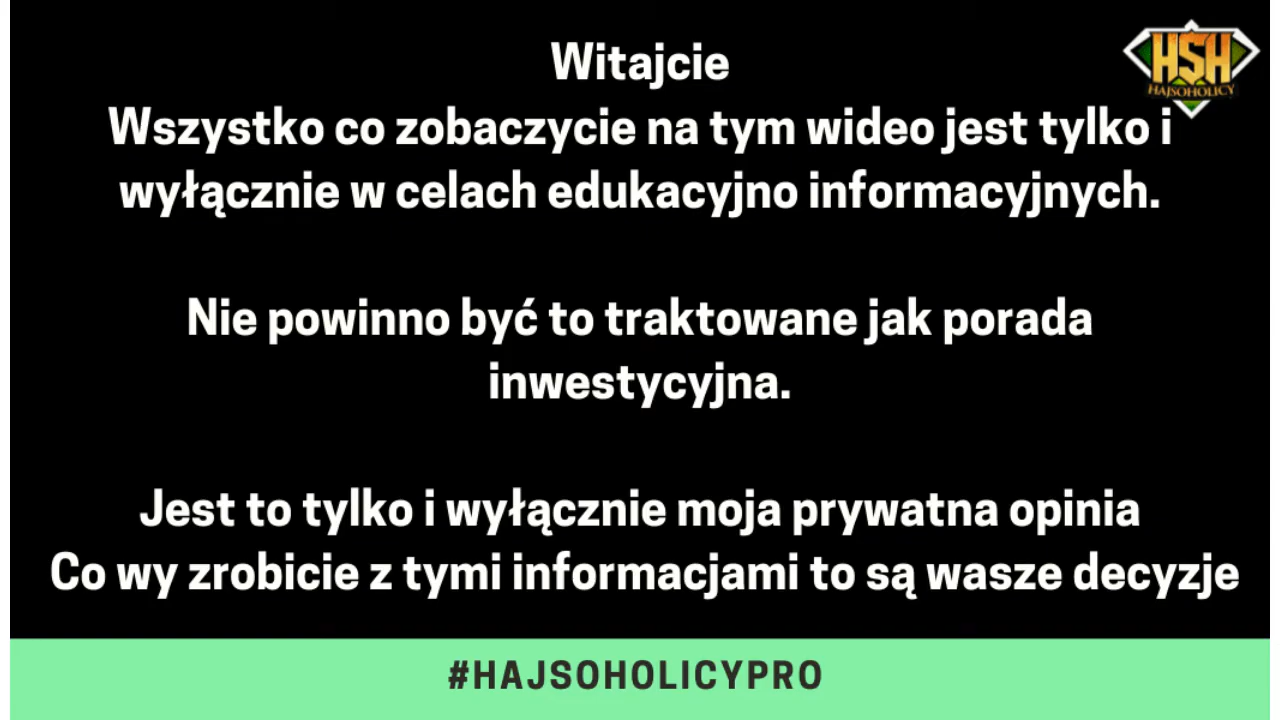 Witajcie
H$H
HAJSOHOLICY
Wszystko co zobaczycie na tym wideo jest tylko i
wyłącznie w celach edukacyjno informacyjnych.
Nie powinno być to traktowane jak porada
inwestycyjna.
Jest to tylko i wyłącznie moja prywatna opinia
Co wy zrobicie z tymi informacjami to są wasze decyzje
#HAJSOHOLICYPRO